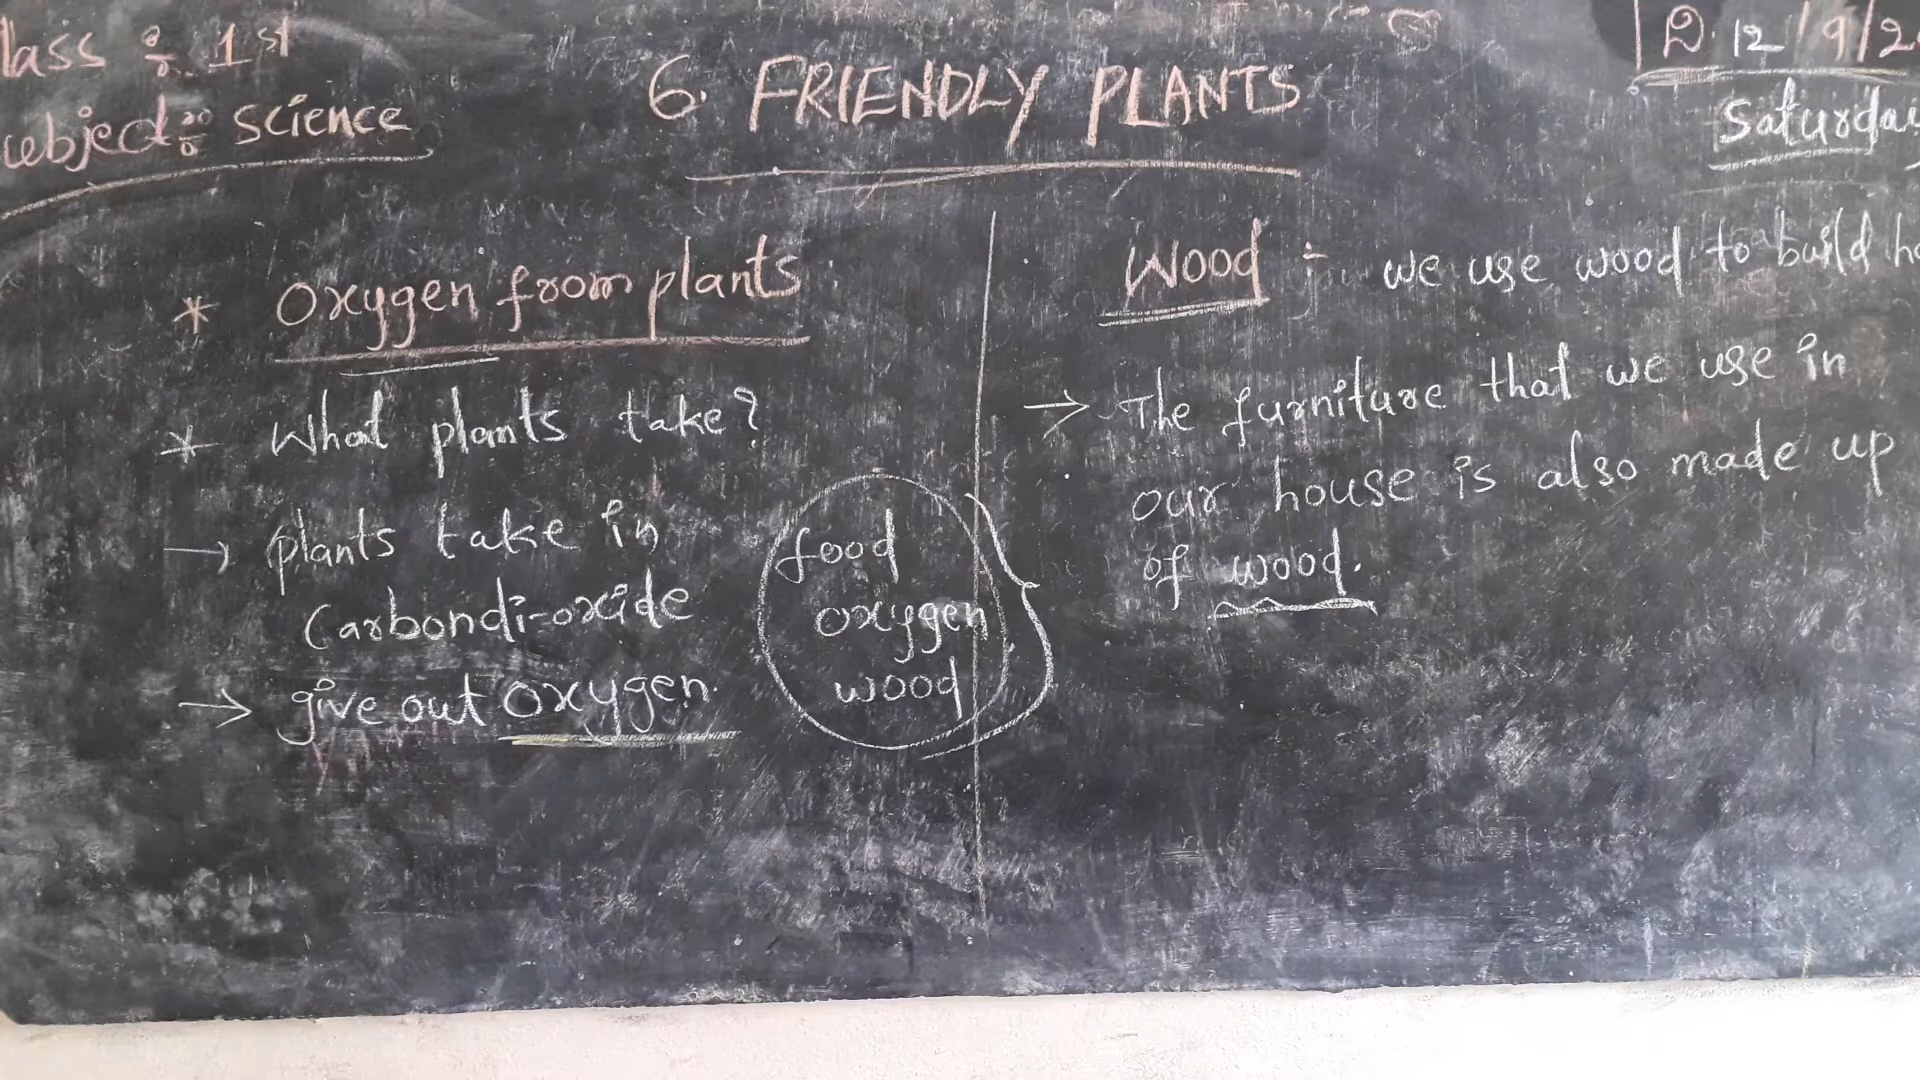 lass : 1st
ubject: science
6. FRIENDLY PLANTS
D. 12/9/2
Saturday
* Oxygen from plants
* What plants take?
→ plants take in
Carbondi-oxide
→ give out oxygen.
food
oxygen
wood
Wood :- we use wood to build ho
→ The furniture that we use in
our house is also made up
of wood.